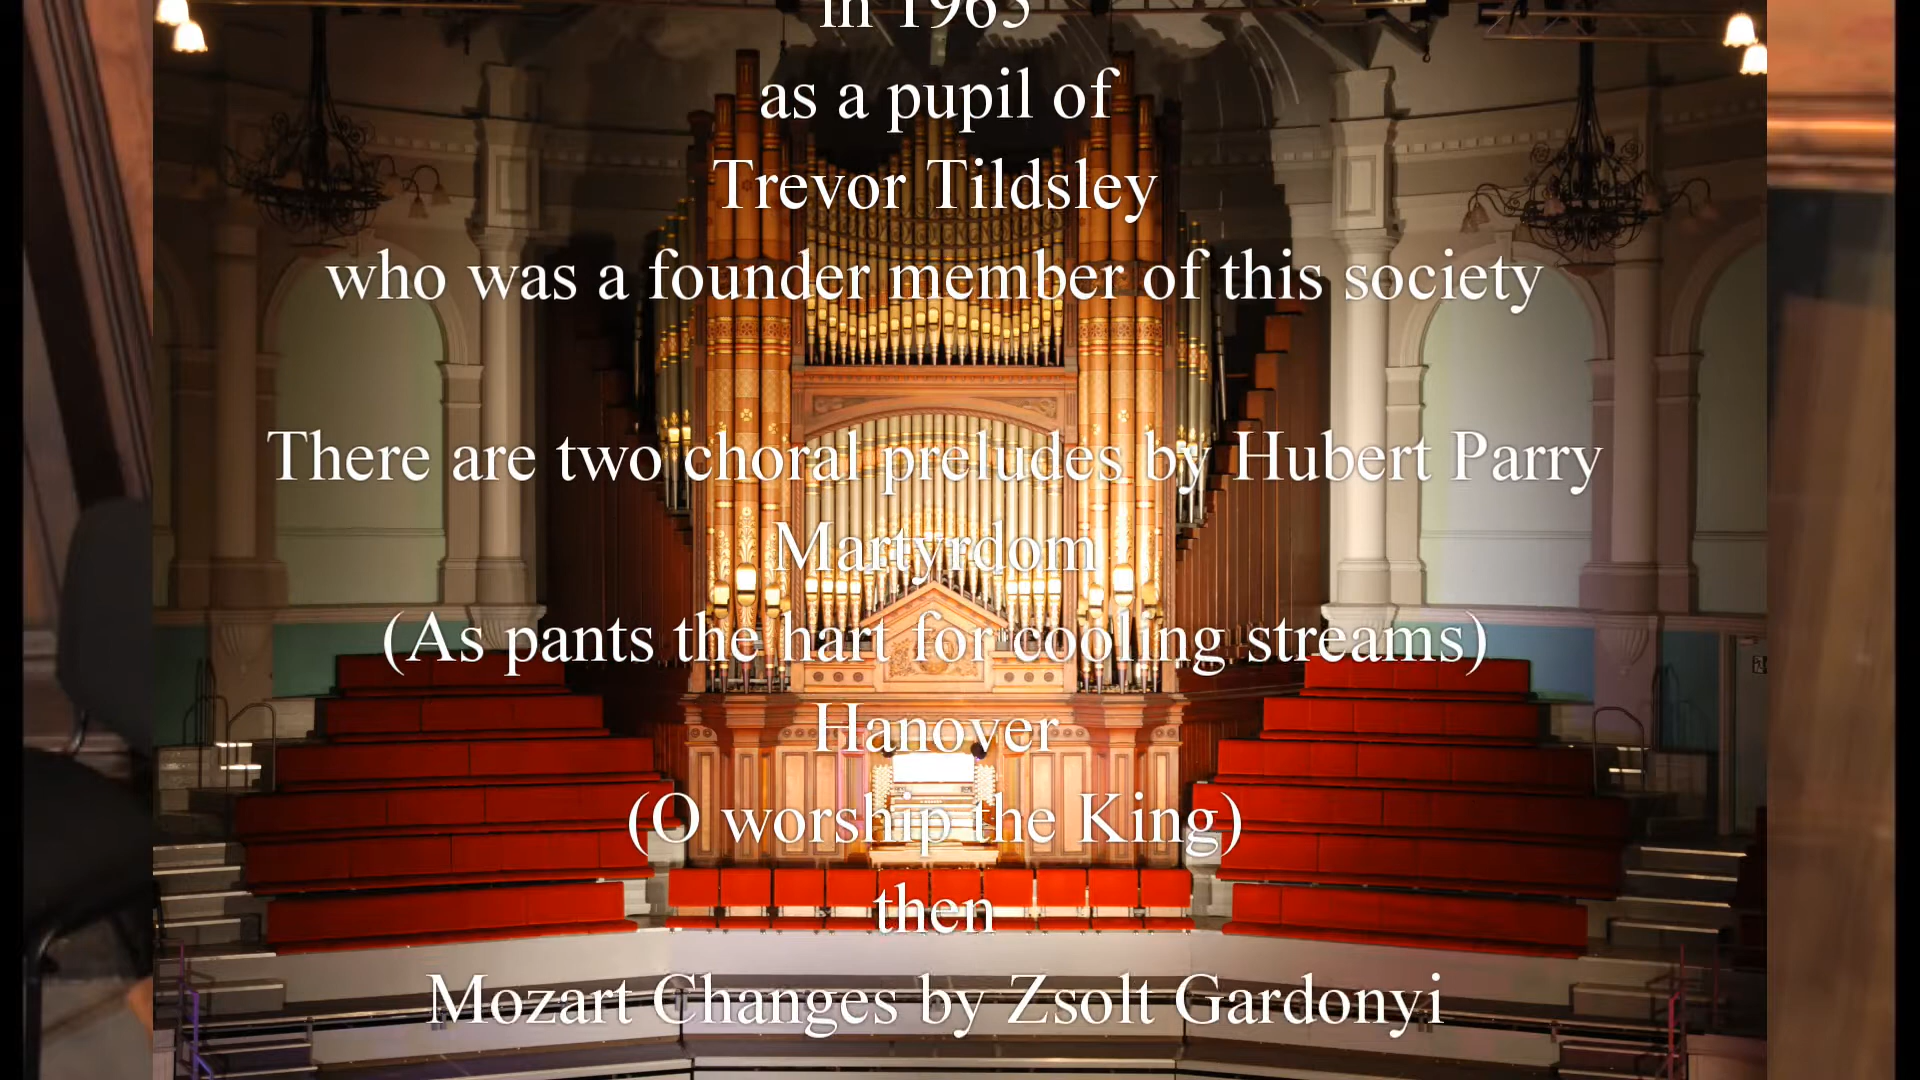 in 1965
as a pupil of
Trevor Tildsley
who was a founder member of this society
There are two choral preludes by Hubert Parry
Martyrdom
(As pants the hart for cooling streams)
Hanover
(O worship the King)
then
Mozart Changes by Zsolt Gardonyi